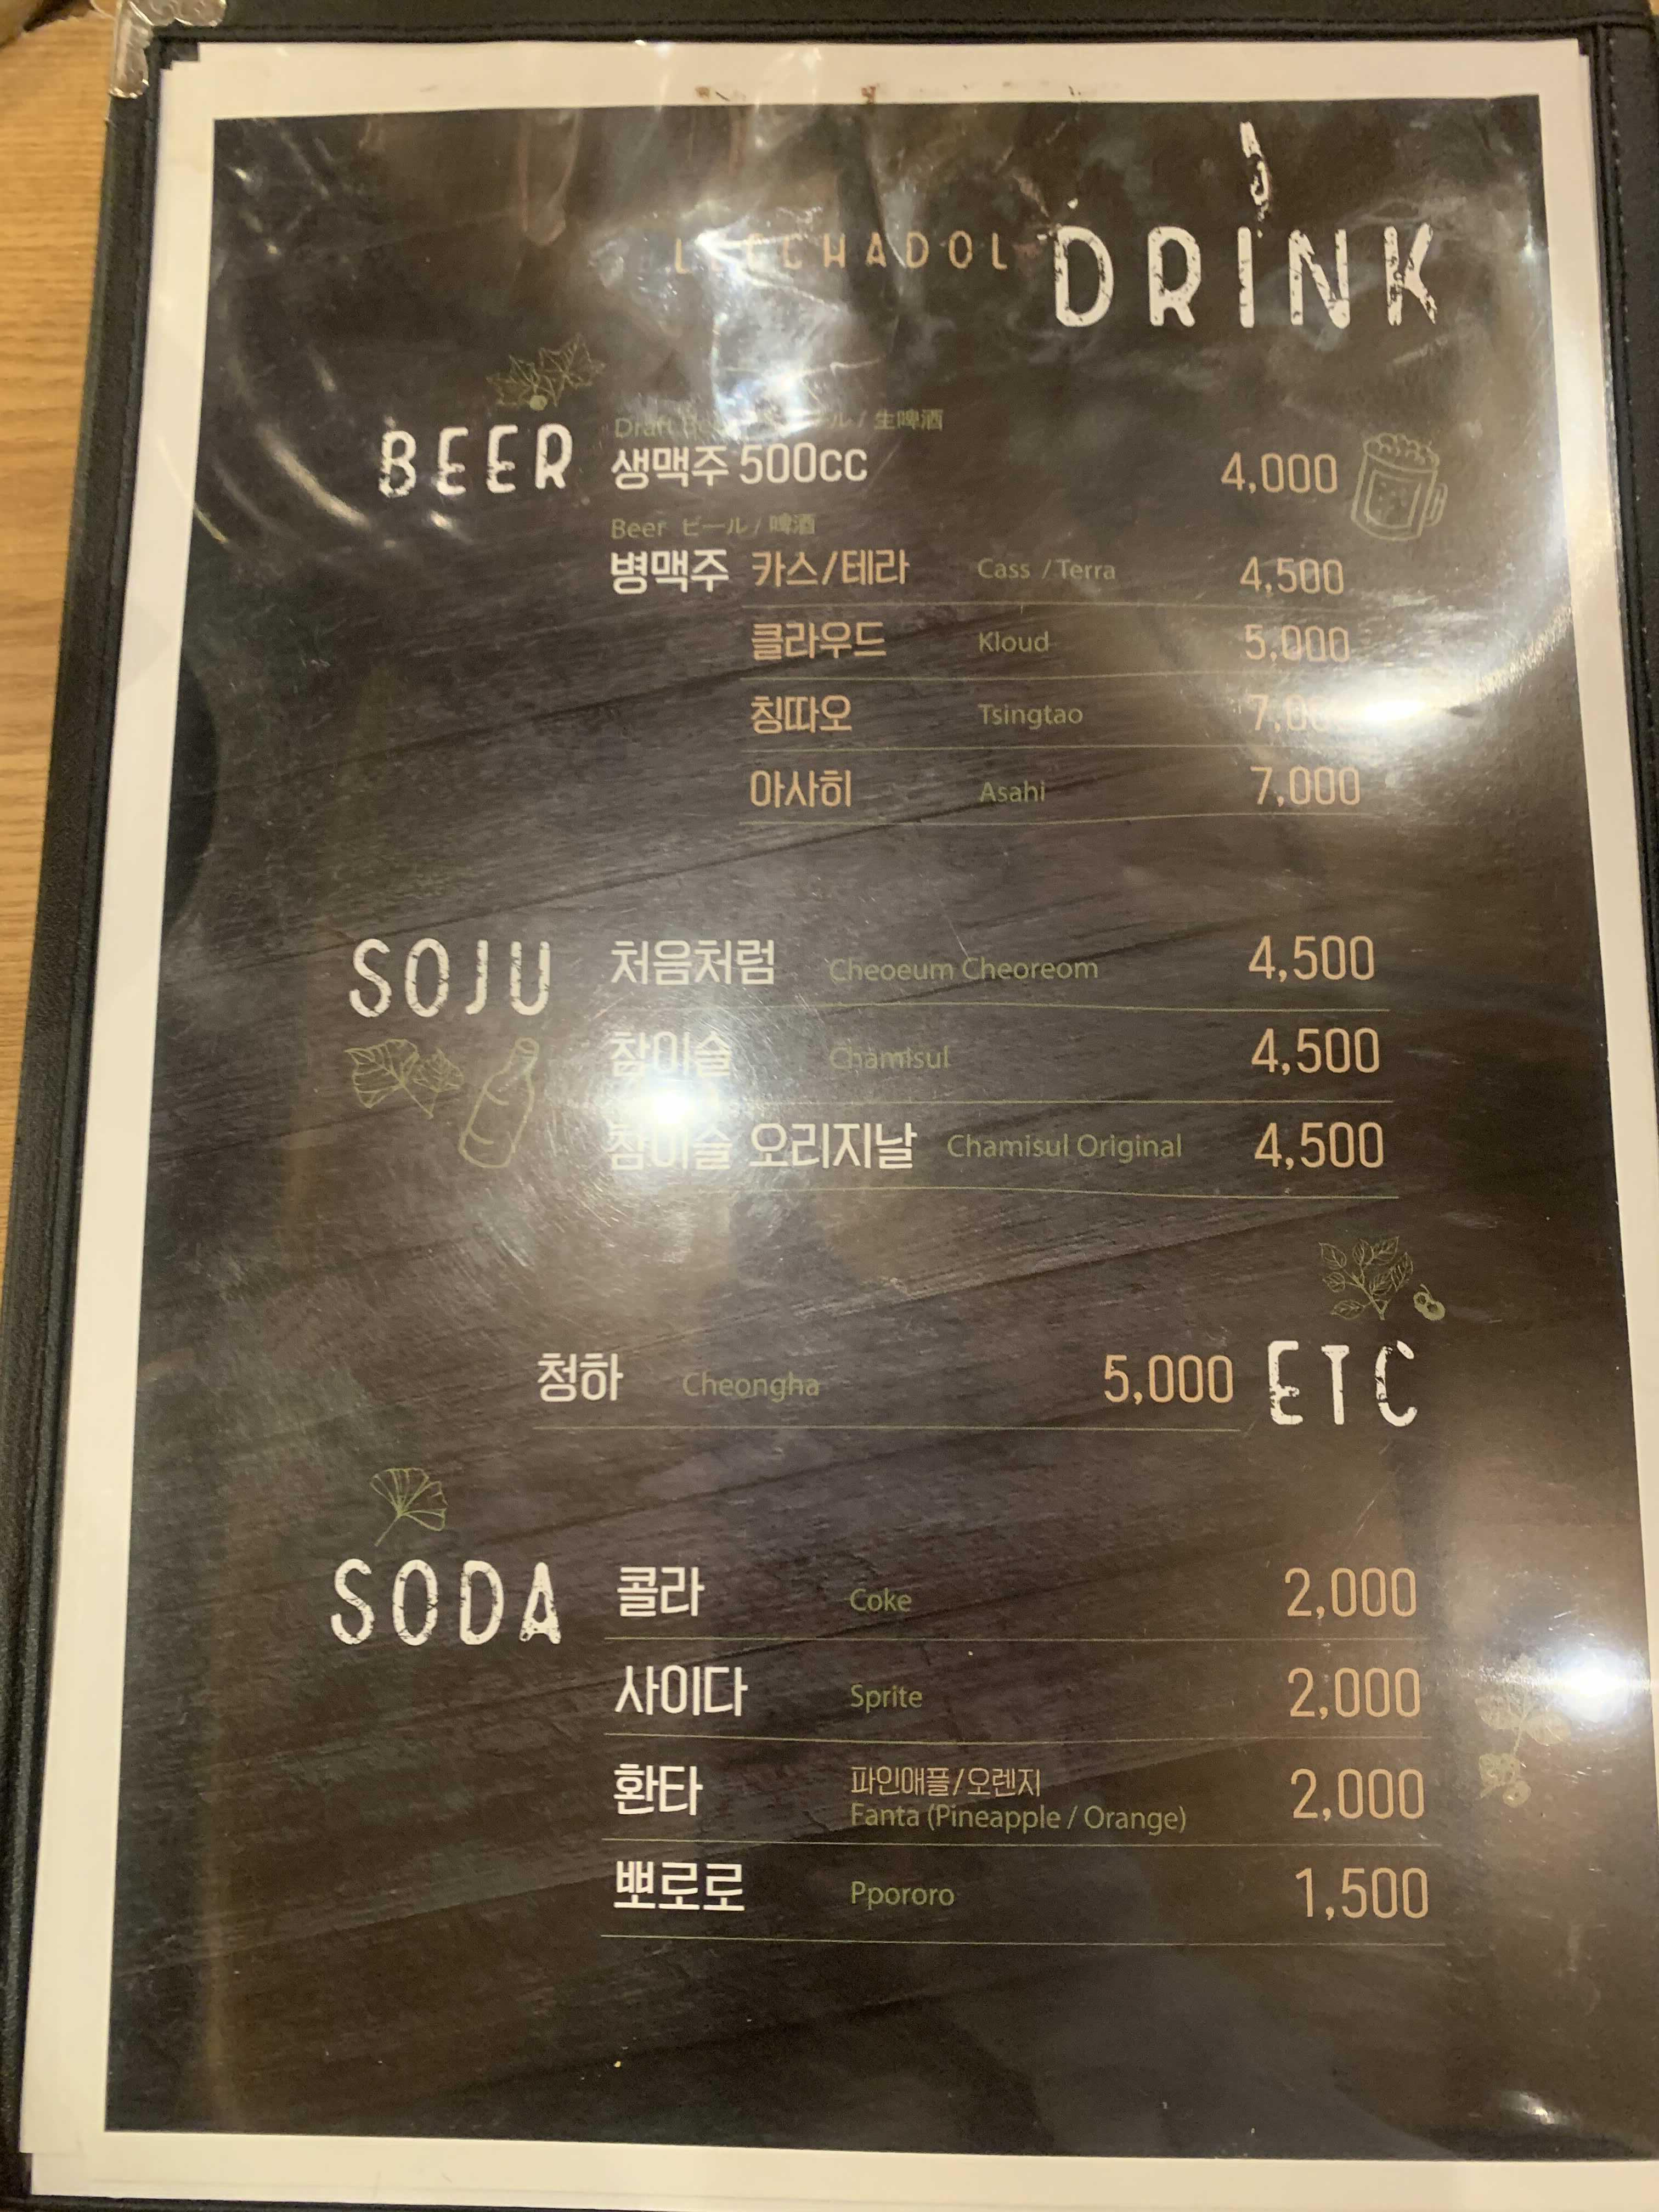 DRINK
BEER
Draft / 生啤酒
생맥주 500cc 4,000
Beer ビール / 啤酒
병맥주 카스/테라 Cass / Terra 4,500
클라우드 Kloud 5,000
칭따오 Tsingtao
아사히 Asahi 7,000
SOJU 처음처럼 Cheoeum Cheoreom 4,500
참이슬 Chamisul 4,500
참이슬 오리지날 Chamisul Original 4,500
청하 Cheongha 5,000 ETC
SODA 콜라 Coke 2,000
사이다 Sprite 2,000
환타 파인애플/오렌지 2,000
Fanta (Pineapple / Orange)
뽀로로 Ppororo 1,500